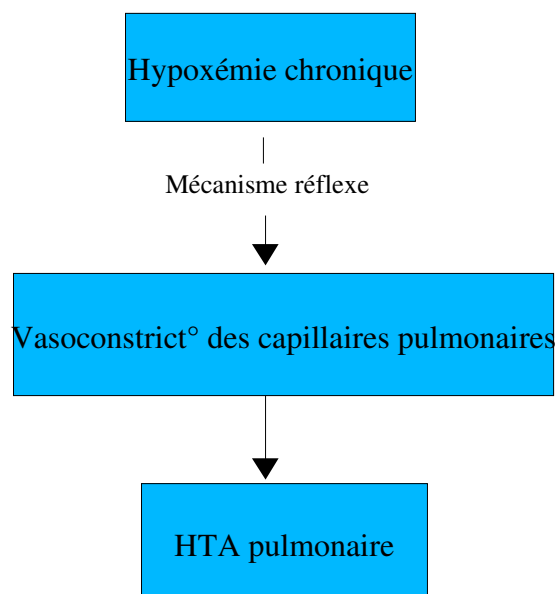 Hypoxémie chronique
Mécanisme réflexe
Vasoconstrict° des capillaires pulmonaires
HTA pulmonaire